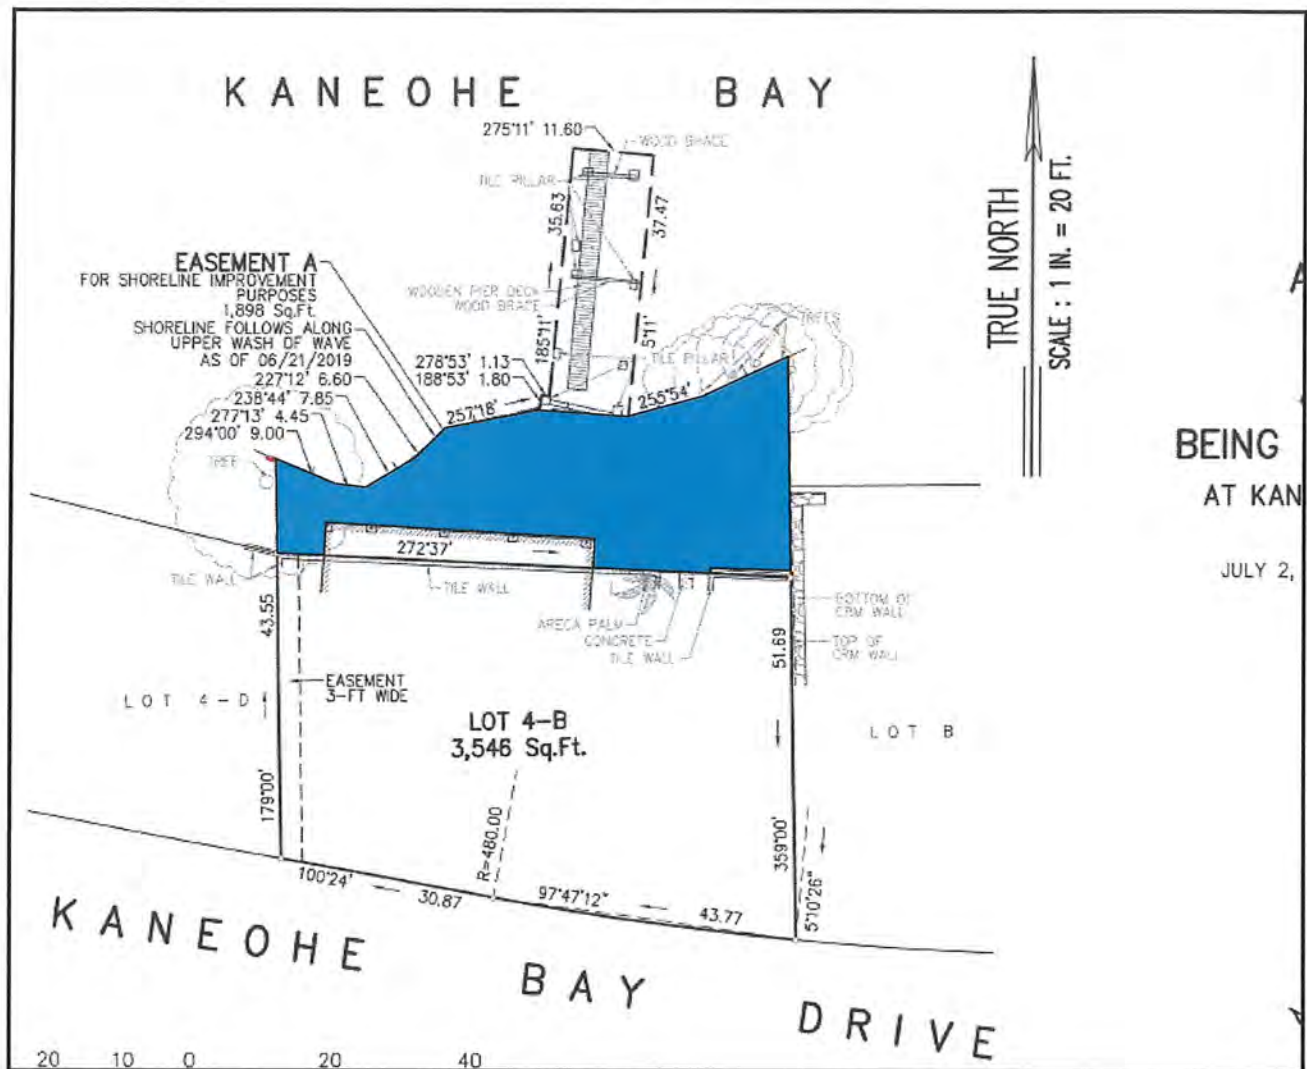 KANEOHE BAY
275°11' 11.60
WOOD BRACE
TILE PILLAR
35.63
37.47
TRUE NORTH
SCALE : 1 IN. = 20 FT.
EASEMENT A
FOR SHORELINE IMPROVEMENT
PURPOSES
1,898 Sq.Ft.
SHORELINE FOLLOWS ALONG
UPPER WASH OF WAVE
AS OF 06/21/2019
WOODEN PIER DECK
WOOD BRACE
TREES
185°11'
5°11'
TILE PILLAR
278°53' 1.13
188°53' 1.80
227°12' 6.60
238°44' 7.85
277°13' 4.45
294°00' 9.00
257°18'
255°54'
TREE
BEING
AT KAN
JULY 2,
272°37'
TILE WALL
TILE WALL
ARECA PALM
CONCRETE
TILE WALL
BOTTOM OF
CRM WALL
TOP OF
CRM WALL
43.55
51.69
EASEMENT
3-FT WIDE
LOT 4-D
LOT 4-B
3,546 Sq.Ft.
LOT B
179°00'
R=480.00
359°00'
5°10'26"
100°24'
30.87
97°47'12"
43.77
KANEOHE BAY DRIVE
20 10 0 20 40